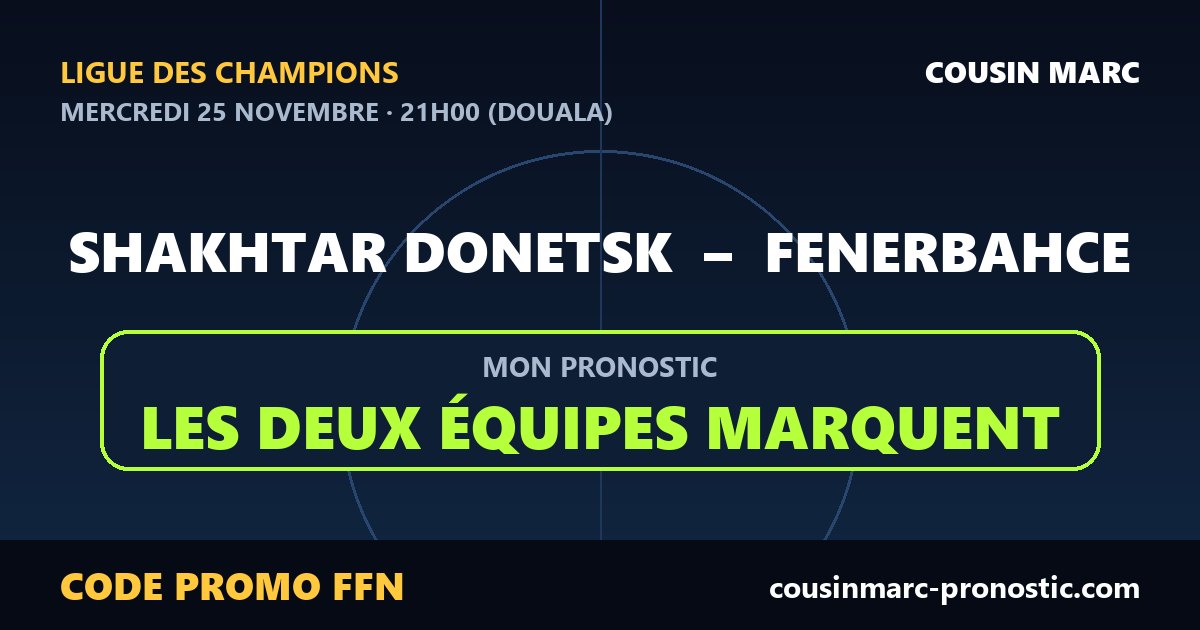 LIGUE DES CHAMPIONS
COUSIN MARC
MERCREDI 25 NOVEMBRE · 21H00 (DOUALA)
SHAKHTAR DONETSK – FENERBAHCE
MON PRONOSTIC
LES DEUX ÉQUIPES MARQUENT
CODE PROMO FFN
cousinmarc-pronostic.com